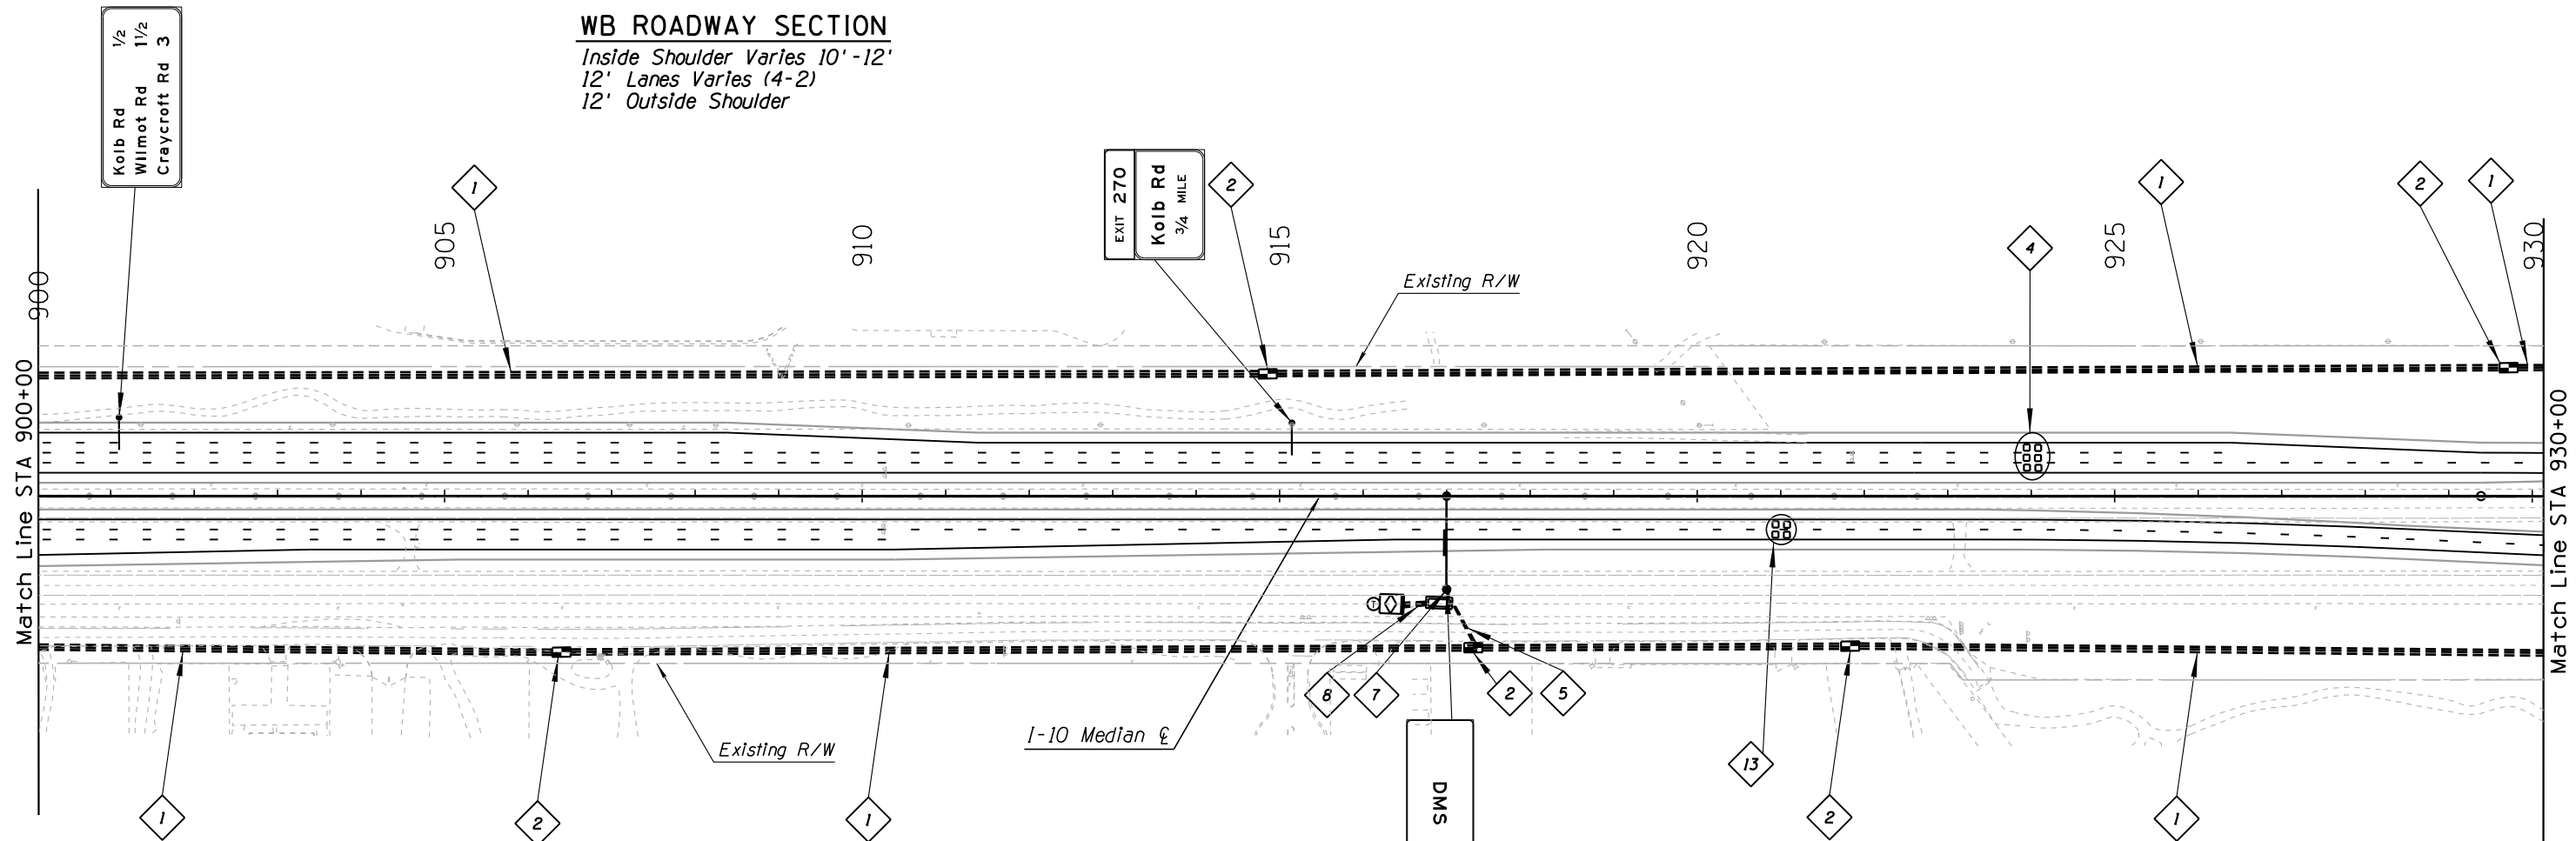 WB ROADWAY SECTION
Inside Shoulder Varies 10'-12'
12' Lanes Varies (4-2)
12' Outside Shoulder
Kolb Rd 1/2
Wilmot Rd 1 1/2
Craycroft Rd 3
EXIT 270
Kolb Rd
3/4 MILE
1
2
1
2
1
4
900
905
910
915
920
925
930
Existing R/W
Match Line STA 900+00
Match Line STA 930+00
8
7
2
5
Existing R/W
I-10 Median ℄
DMS
13
1
2
1
2
1
T